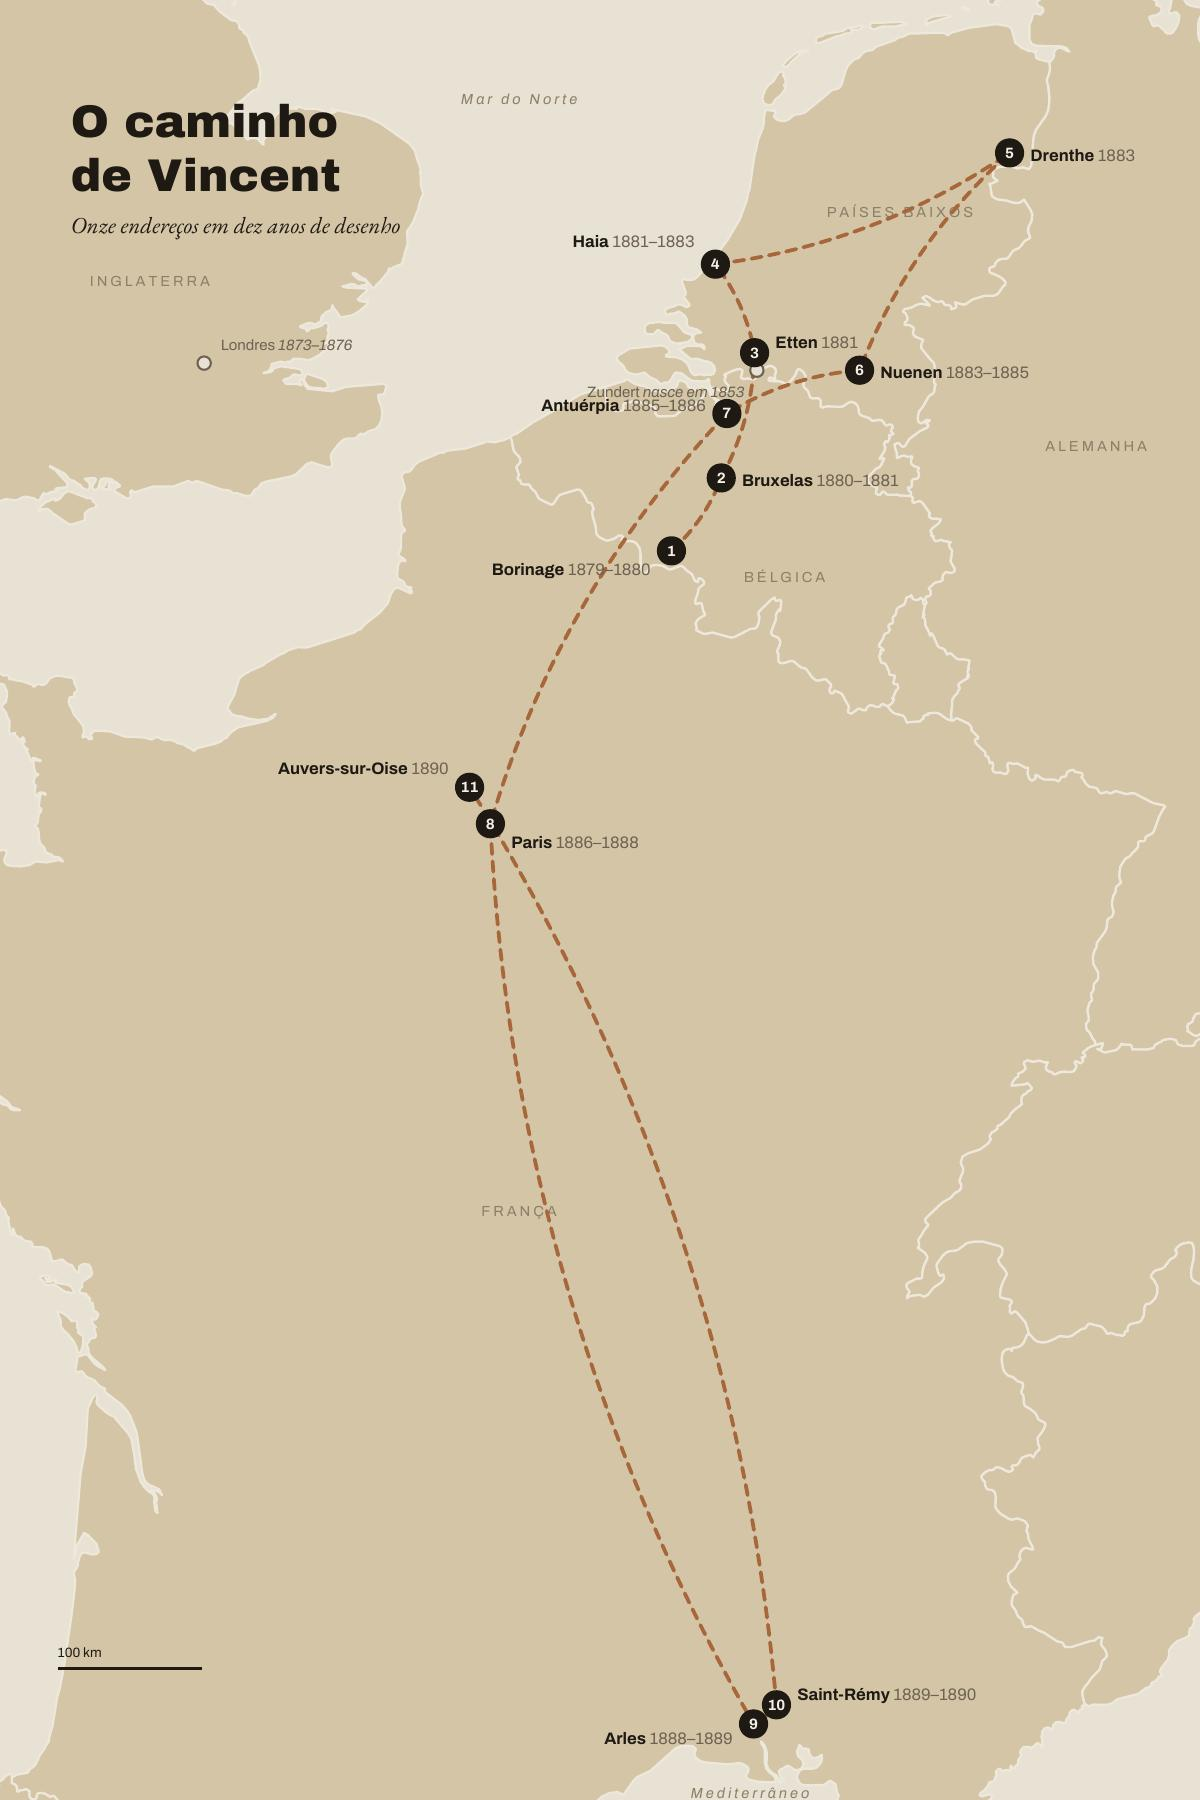 O caminho
de Vincent
Onze endereços em dez anos de desenho
Mar do Norte
5 Drenthe 1883
PAÍSES BAIXOS
Haia 1881–1883
4
INGLATERRA
Londres 1873–1876
Etten 1881
3
6 Nuenen 1883–1885
Zundert nasce em 1853
Antuérpia 1885–1886 7
ALEMANHA
2 Bruxelas 1880–1881
1
Borinage 1879–1880
BÉLGICA
Auvers-sur-Oise 1890
11
8
Paris 1886–1888
FRANÇA
100 km
10 Saint-Rémy 1889–1890
9
Arles 1888–1889
Mediterrâneo